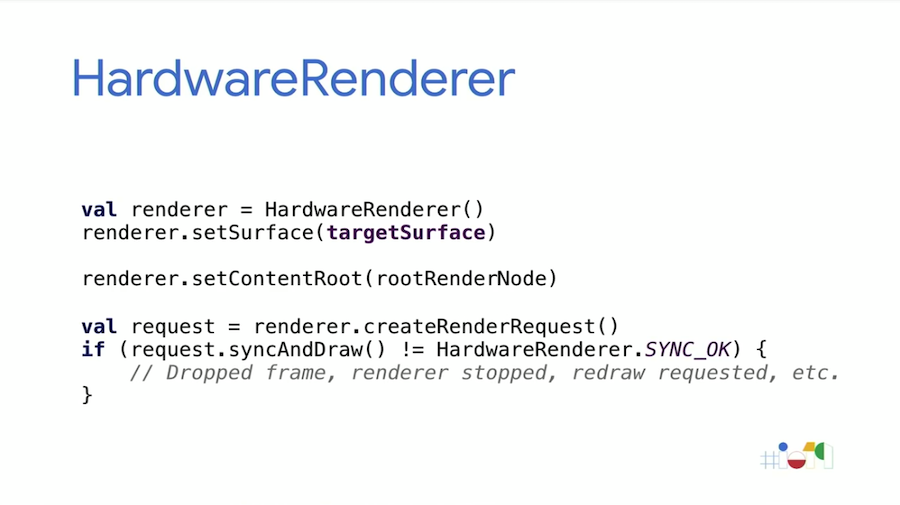 HardwareRenderer
val renderer = HardwareRenderer()
renderer.setSurface(targetSurface)
renderer.setContentRoot(rootRenderNode)
val request = renderer.createRenderRequest()
if (request.syncAndDraw() != HardwareRenderer.SYNC_OK) {
    // Dropped frame, renderer stopped, redraw requested, etc.
}
#io19